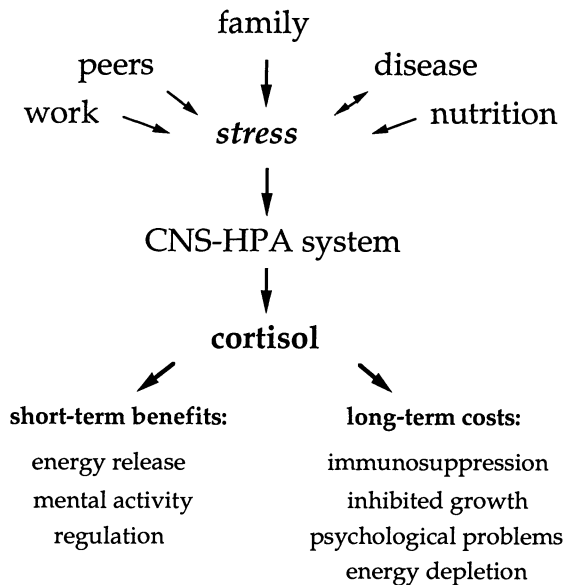 family
peers
disease
work
nutrition
stress
CNS-HPA system
cortisol
short-term benefits:
energy release
mental activity
regulation
long-term costs:
immunosuppression
inhibited growth
psychological problems
energy depletion